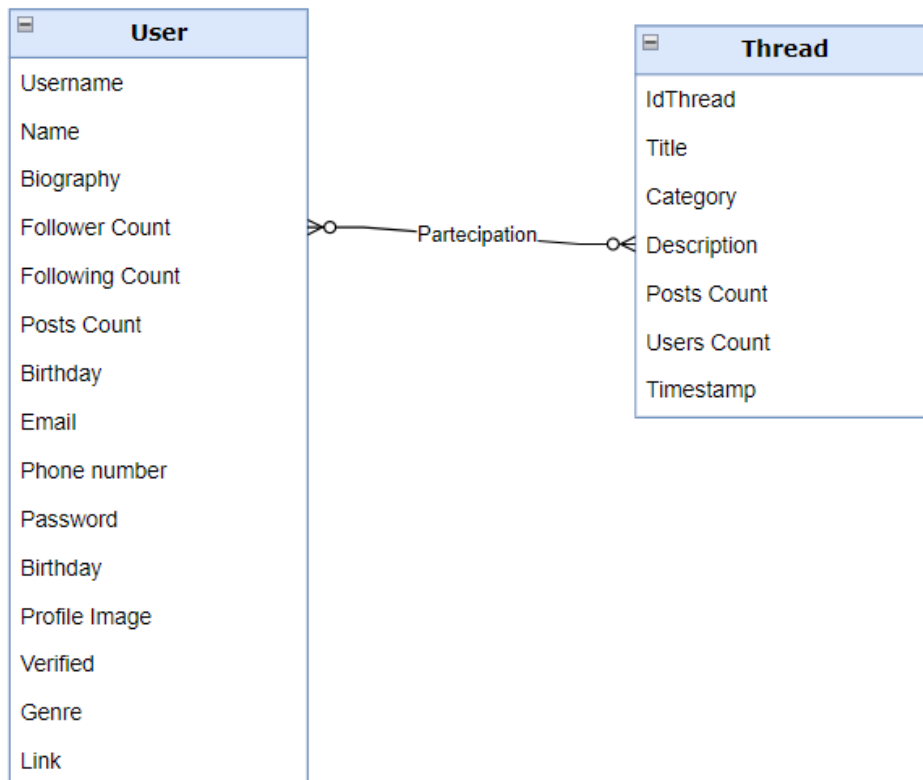 User
Username
Name
Biography
Follower Count
Following Count
Posts Count
Birthday
Email
Phone number
Password
Birthday
Profile Image
Verified
Genre
Link
Partecipation
Thread
IdThread
Title
Category
Description
Posts Count
Users Count
Timestamp